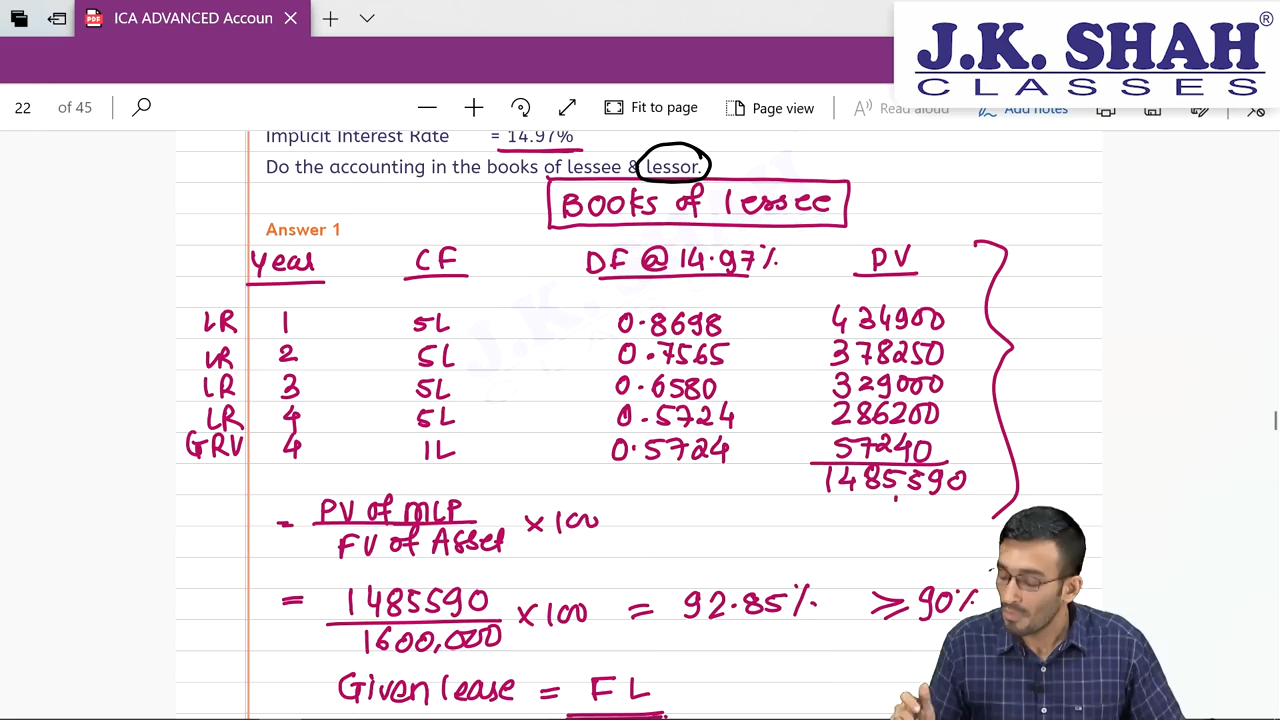 ICA ADVANCED Accoun
J.K. SHAH®
CLASSES
22 of 45 Fit to page Page view Read aloud Add notes
Implicit Interest Rate = 14.97%
Do the accounting in the books of lessee & lessor.
Books of lessee
Answer 1
Year CF DF @ 14.97% PV
LR 1 5L 0.8698 434900
LR 2 5L 0.7565 378250
LR 3 5L 0.6580 329000
LR 4 5L 0.5724 286200
GRV 4 1L 0.5724 57240
1485590
= PV of MLP × 100
FV of Asset
= 1485590 × 100 = 92.85% ≥ 90%
1600,000
Given lease = FL